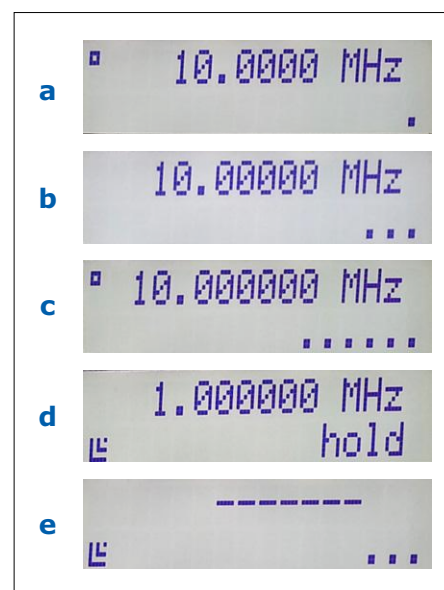 a
10.0000 MHz
.
b
10.00000 MHz
...
c
10.000000 MHz
......
d
1.000000 MHz
hold
e
------
...